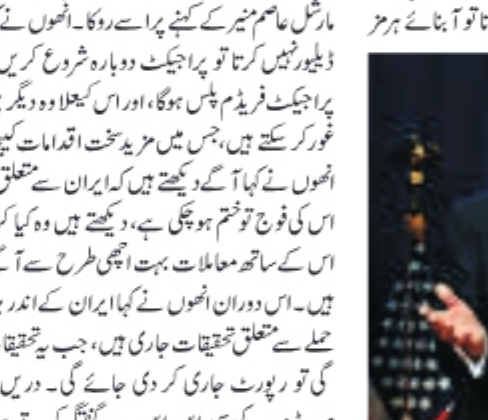 تا تو آبنائے ہرمز
مارشل عاصم منیر کے کہنے پر اسے روکا۔ انھوں نے
ڈیلیور نہیں کرتا تو پراجیکٹ دوبارہ شروع کریں
پراجیکٹ فریڈم پلس ہوگا، اور اس کیعلاوہ دیگر
غور کر سکتے ہیں، جس میں مزید سخت اقدامات
انھوں نے کہا آگے دیکھتے ہیں کہ ایران سے متعلق
اس کی فوج تو ختم ہو چکی ہے، دیکھتے ہیں وہ کیا
اس کے ساتھ معاملات بہت اچھی طرح سے
ہیں۔ اس دوران انھوں نے کہا ایران کے اندر
حملے سے متعلق تحقیقات جاری ہیں، جب یہ
گی تو رپورٹ جاری کر دی جائے گی۔ دریں